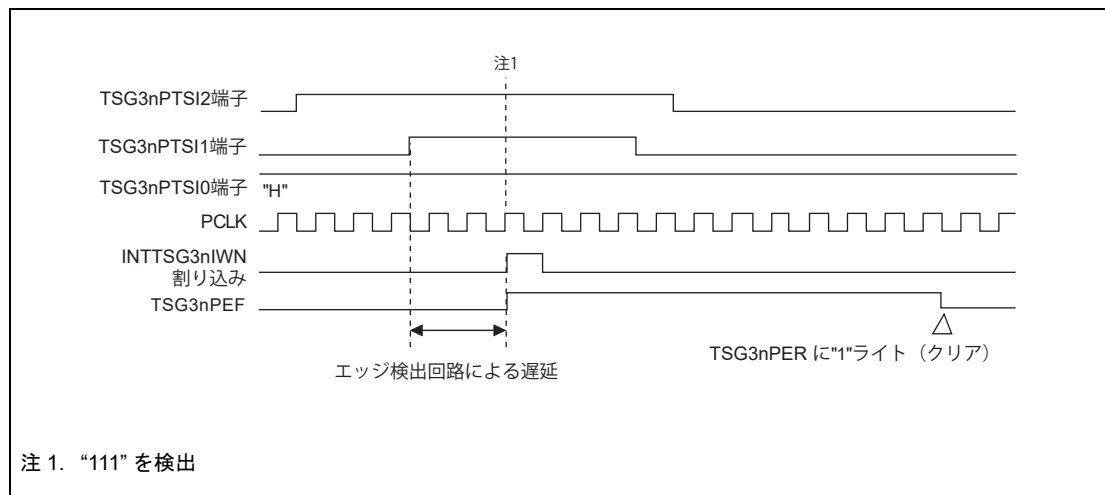 注1
TSG3nPTSI2端子
TSG3nPTSI1端子
TSG3nPTSI0端子 "H"
PCLK
INTTSG3nIWN
割り込み
TSG3nPEF
エッジ検出回路による遅延
TSG3nPER に"1"ライト（クリア）
注 1. “111” を検出